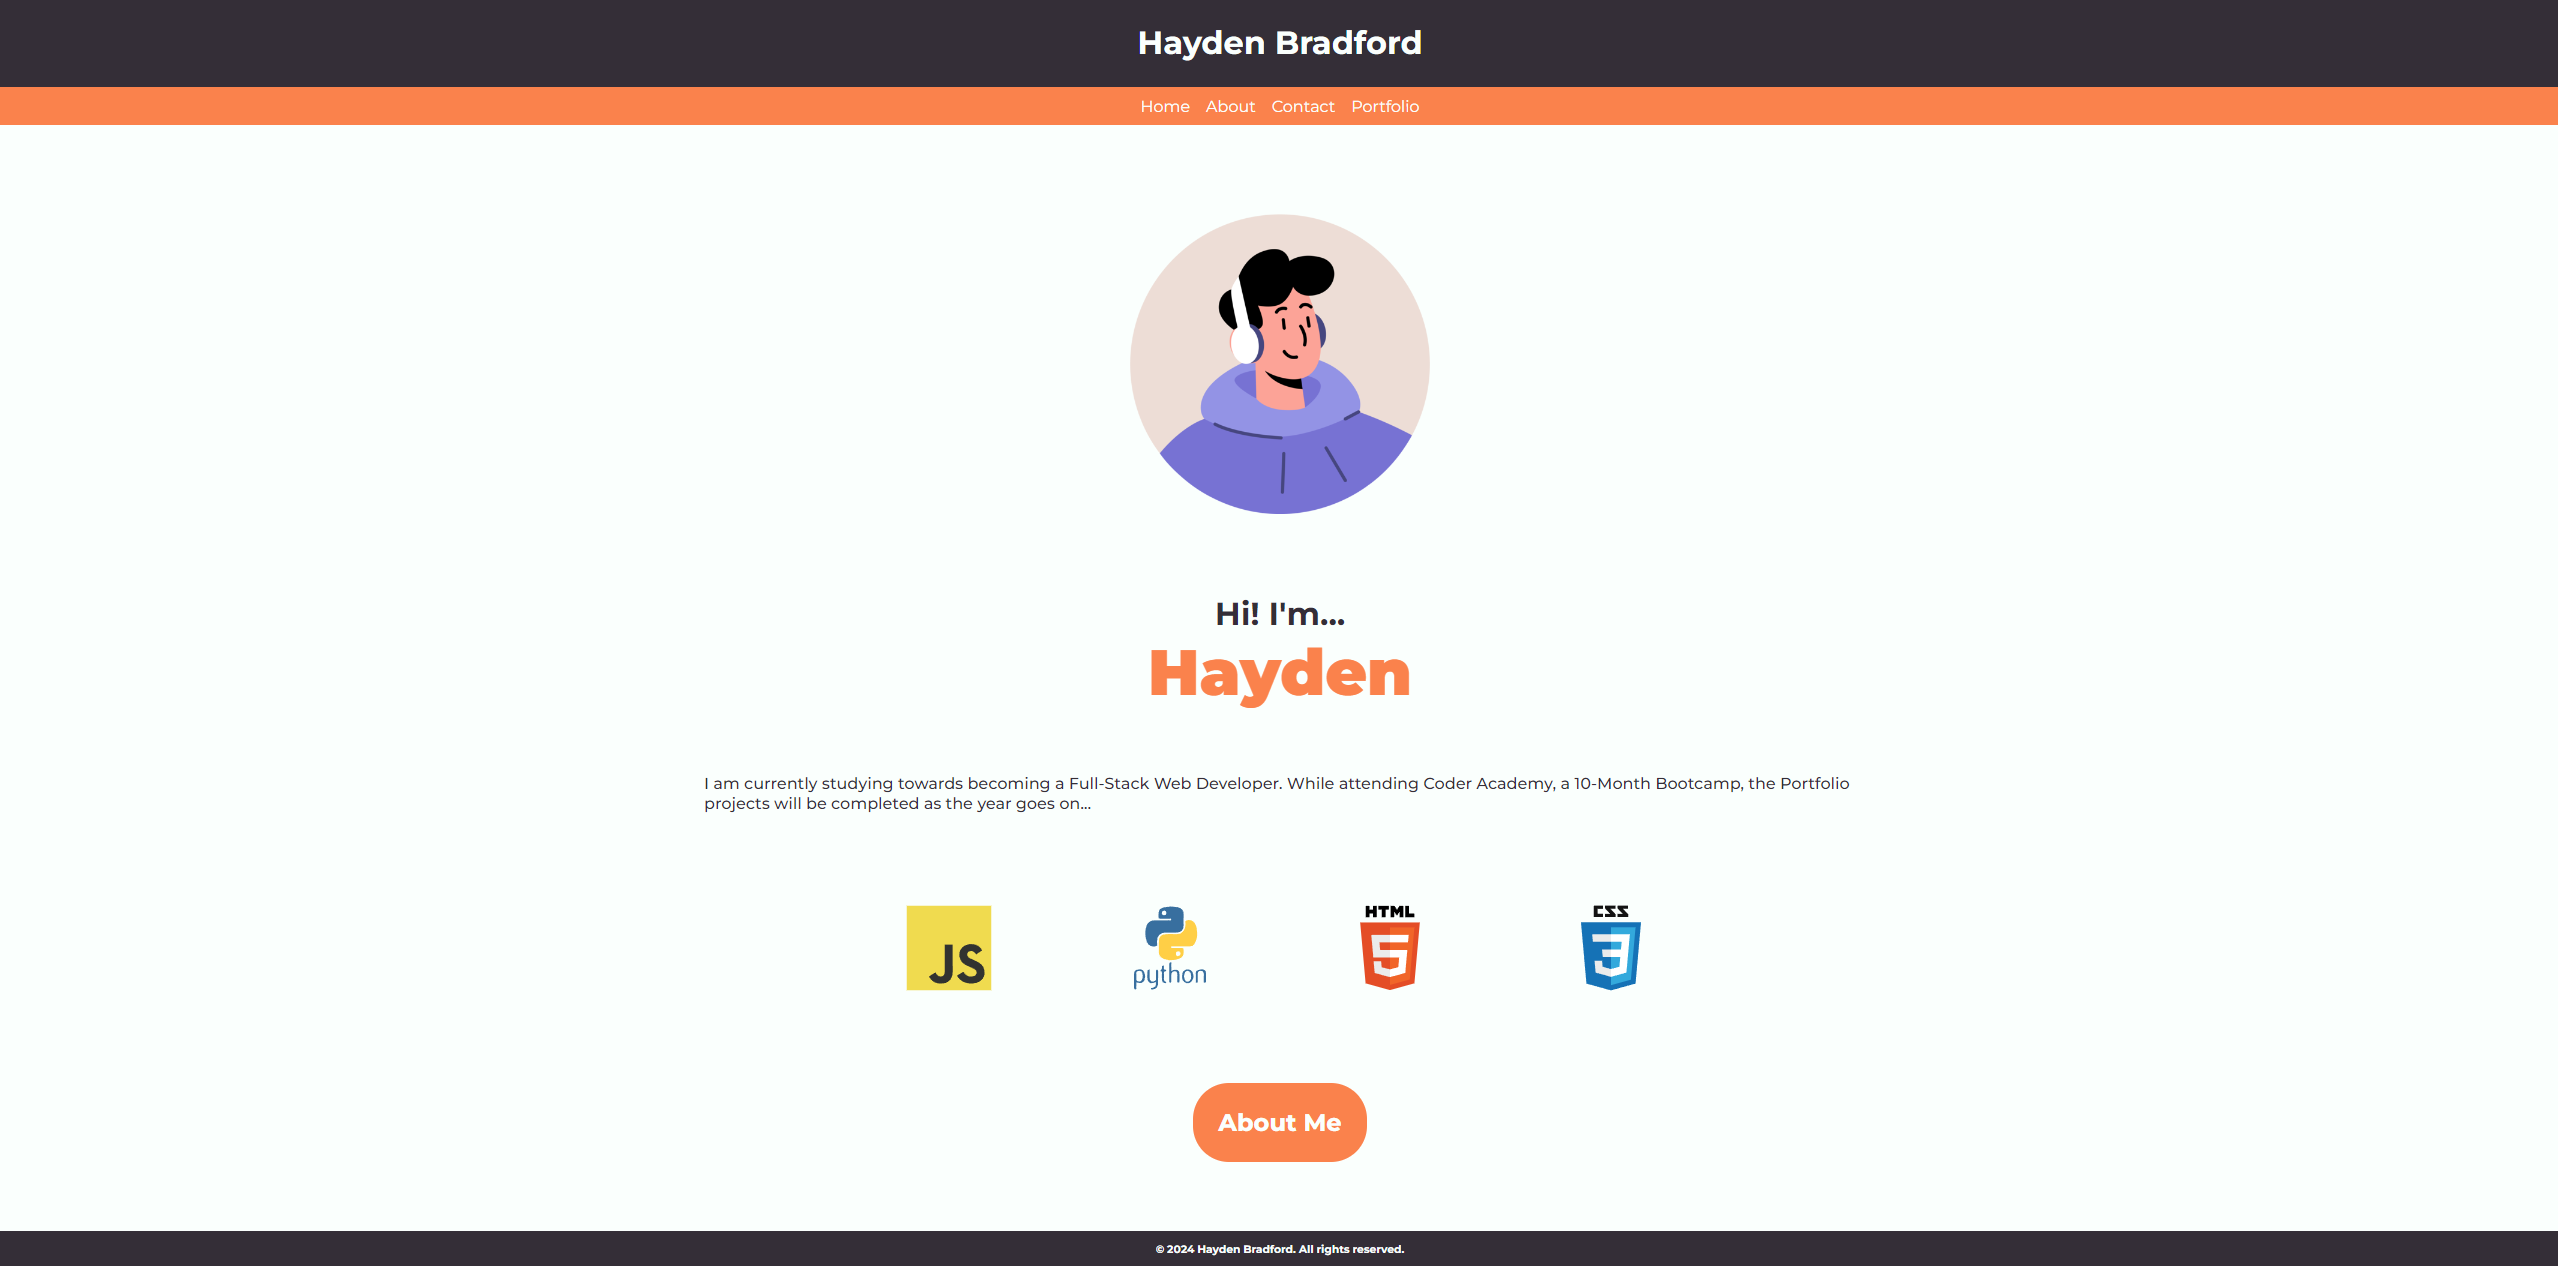 Hayden Bradford
Home About Contact Portfolio
Hi! I'm...
Hayden
I am currently studying towards becoming a Full-Stack Web Developer. While attending Coder Academy, a 10-Month Bootcamp, the Portfolio
projects will be completed as the year goes on...
JS
python
HTML
5
CSS
3
About Me
© 2024 Hayden Bradford. All rights reserved.